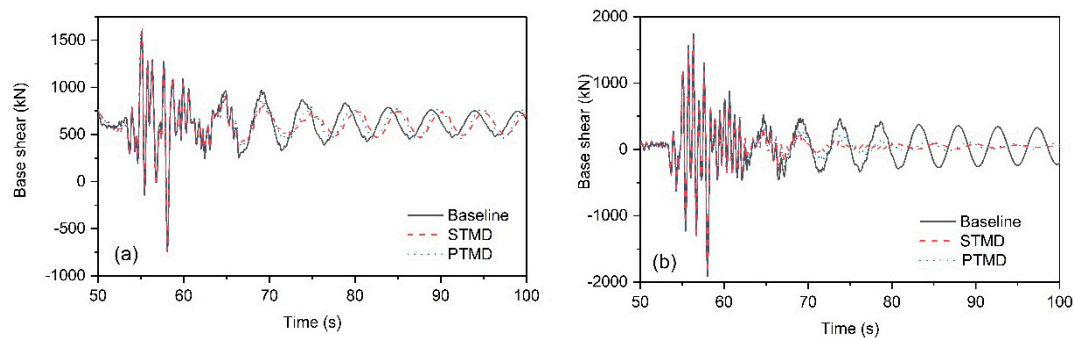 1500
1000
500
0
-500
-1000
Base shear (kN)
Baseline
STMD
PTMD
(a)
50 60 70 80 90 100
Time (s)
2000
1000
0
-1000
-2000
Base shear (kN)
Baseline
STMD
PTMD
(b)
50 60 70 80 90 100
Time (s)